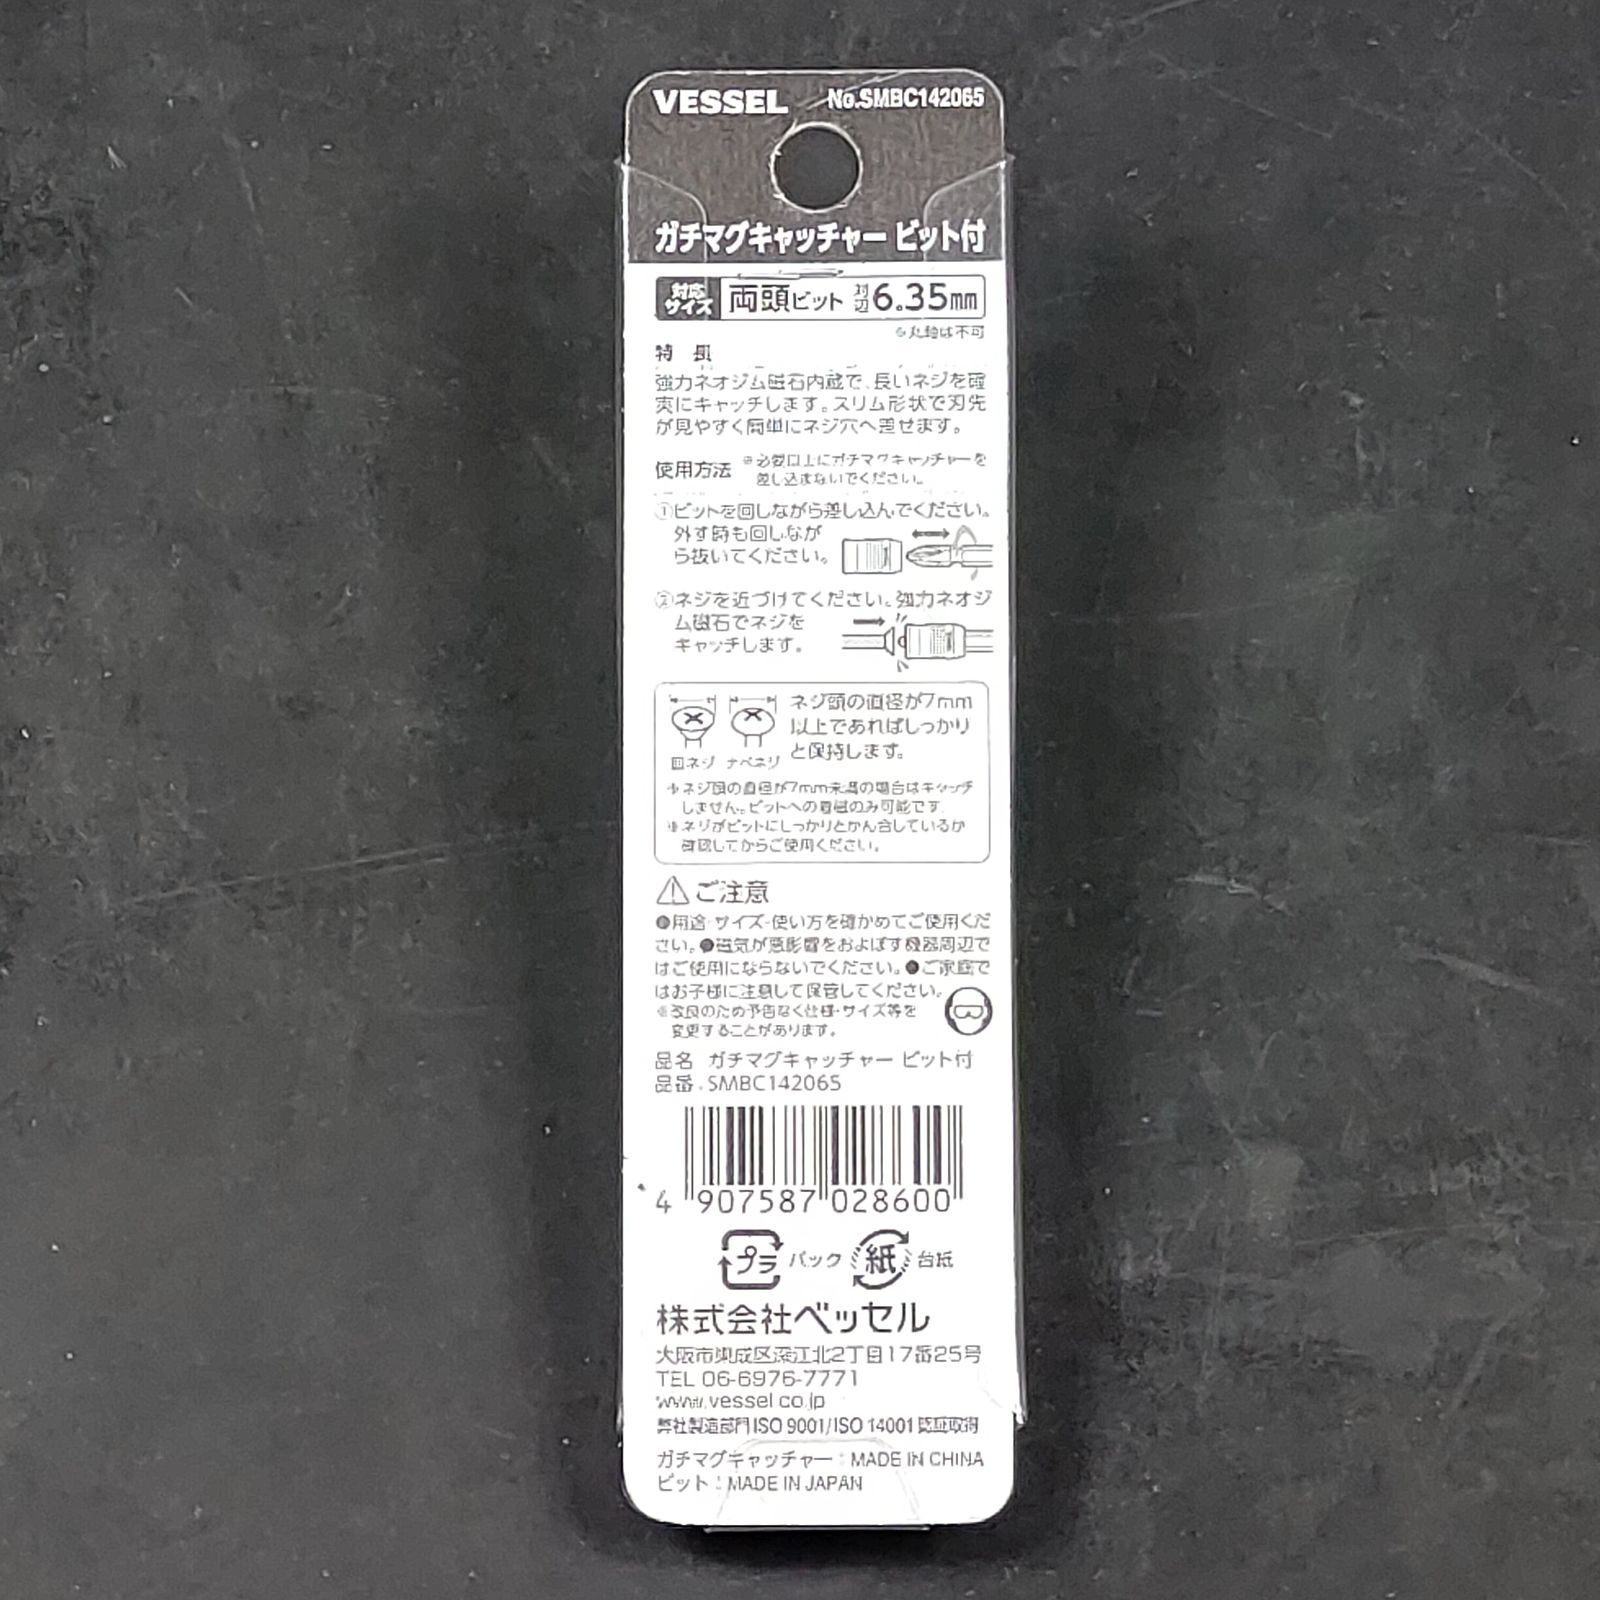 VESSEL No.SMBC142065
ガチマグキャッチャー ビット付
対応サイズ 両頭ビット 対辺6.35mm
※丸軸は不可
特 長
強力ネオジム磁石内蔵で、長いネジを確
実にキャッチします。スリム形状で刃先
が見やすく簡単にネジ穴へ差せます。
使用方法 ※必要以上にガチマグキャッチャーを
差し込まないでください。
①ビットを回しながら差し込んでください。
外す時も回しなが
ら抜いてください。
②ネジを近づけてください。強力ネオジ
ム磁石でネジを
キャッチします。
ネジ頭の直径が7mm
以上であればしっかり
と保持します。
皿ネジ ナベネジ
※ネジ頭の直径が7mm未満の場合はキャッチ
しません。ビットへの着磁のみ可能です。
※ネジがビットにしっかりとかん合しているか
確認してからご使用ください。
⚠ご注意
●用途・サイズ・使い方を確かめてご使用くだ
さい。●磁気が悪影響をおよぼす機器周辺で
はご使用にならないでください。●ご家庭で
はお子様に注意して保管してください。
※改良のため予告なく仕様・サイズ等を
変更することがあります。
品名 ガチマグキャッチャー ビット付
品番 SMBC142065
4 907587 028600
プラ パック 紙 台紙
株式会社ベッセル
大阪市東成区深江北2丁目17番25号
TEL 06-6976-7771
www.vessel.co.jp
弊社製造部門 ISO 9001/ISO 14001 認証取得
ガチマグキャッチャー：MADE IN CHINA
ビット：MADE IN JAPAN